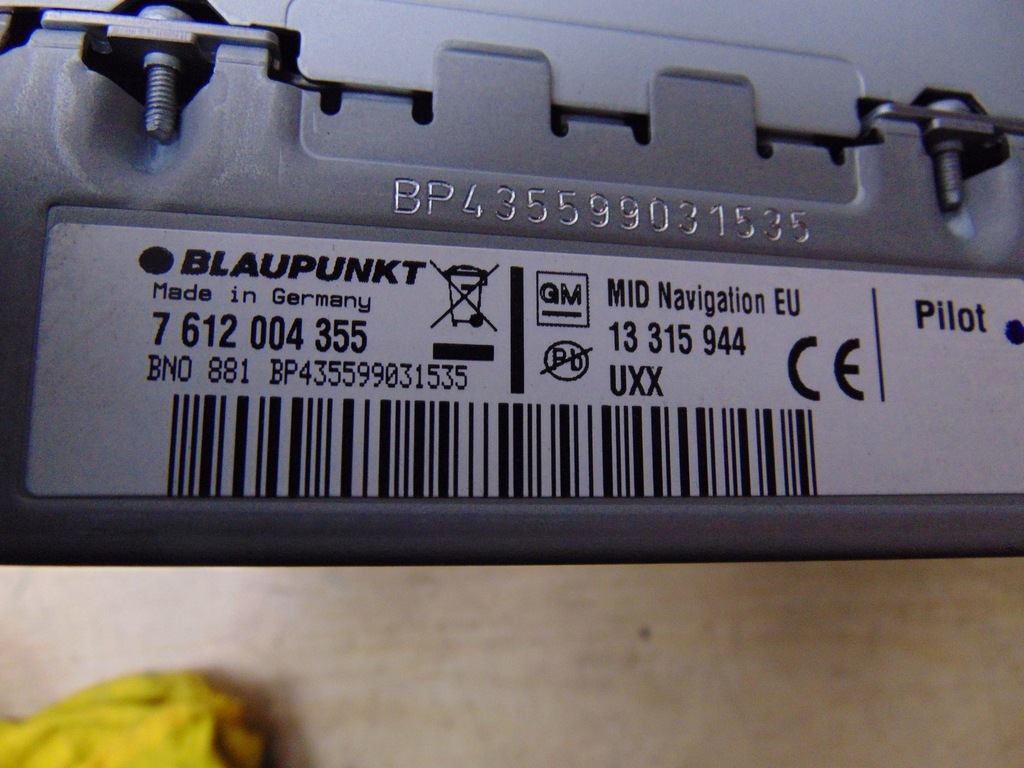 BP435599031535
BLAUPUNKT
Made in Germany
7 612 004 355
BNO 881 BP435599031535
GM
Pb
MID Navigation EU
13 315 944
UXX
CE
Pilot